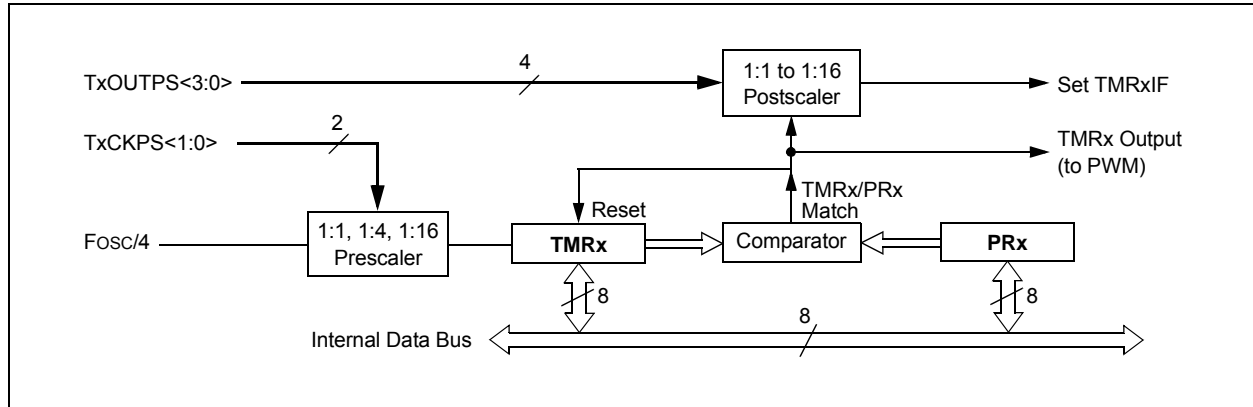 4
TxOUTPS<3:0>
1:1 to 1:16
Postscaler
Set TMRxIF
2
TxCKPS<1:0>
TMRx Output
(to PWM)
Reset
TMRx/PRx
Match
FOSC/4
1:1, 1:4, 1:16
Prescaler
TMRx
Comparator
PRx
8
8
8
Internal Data Bus